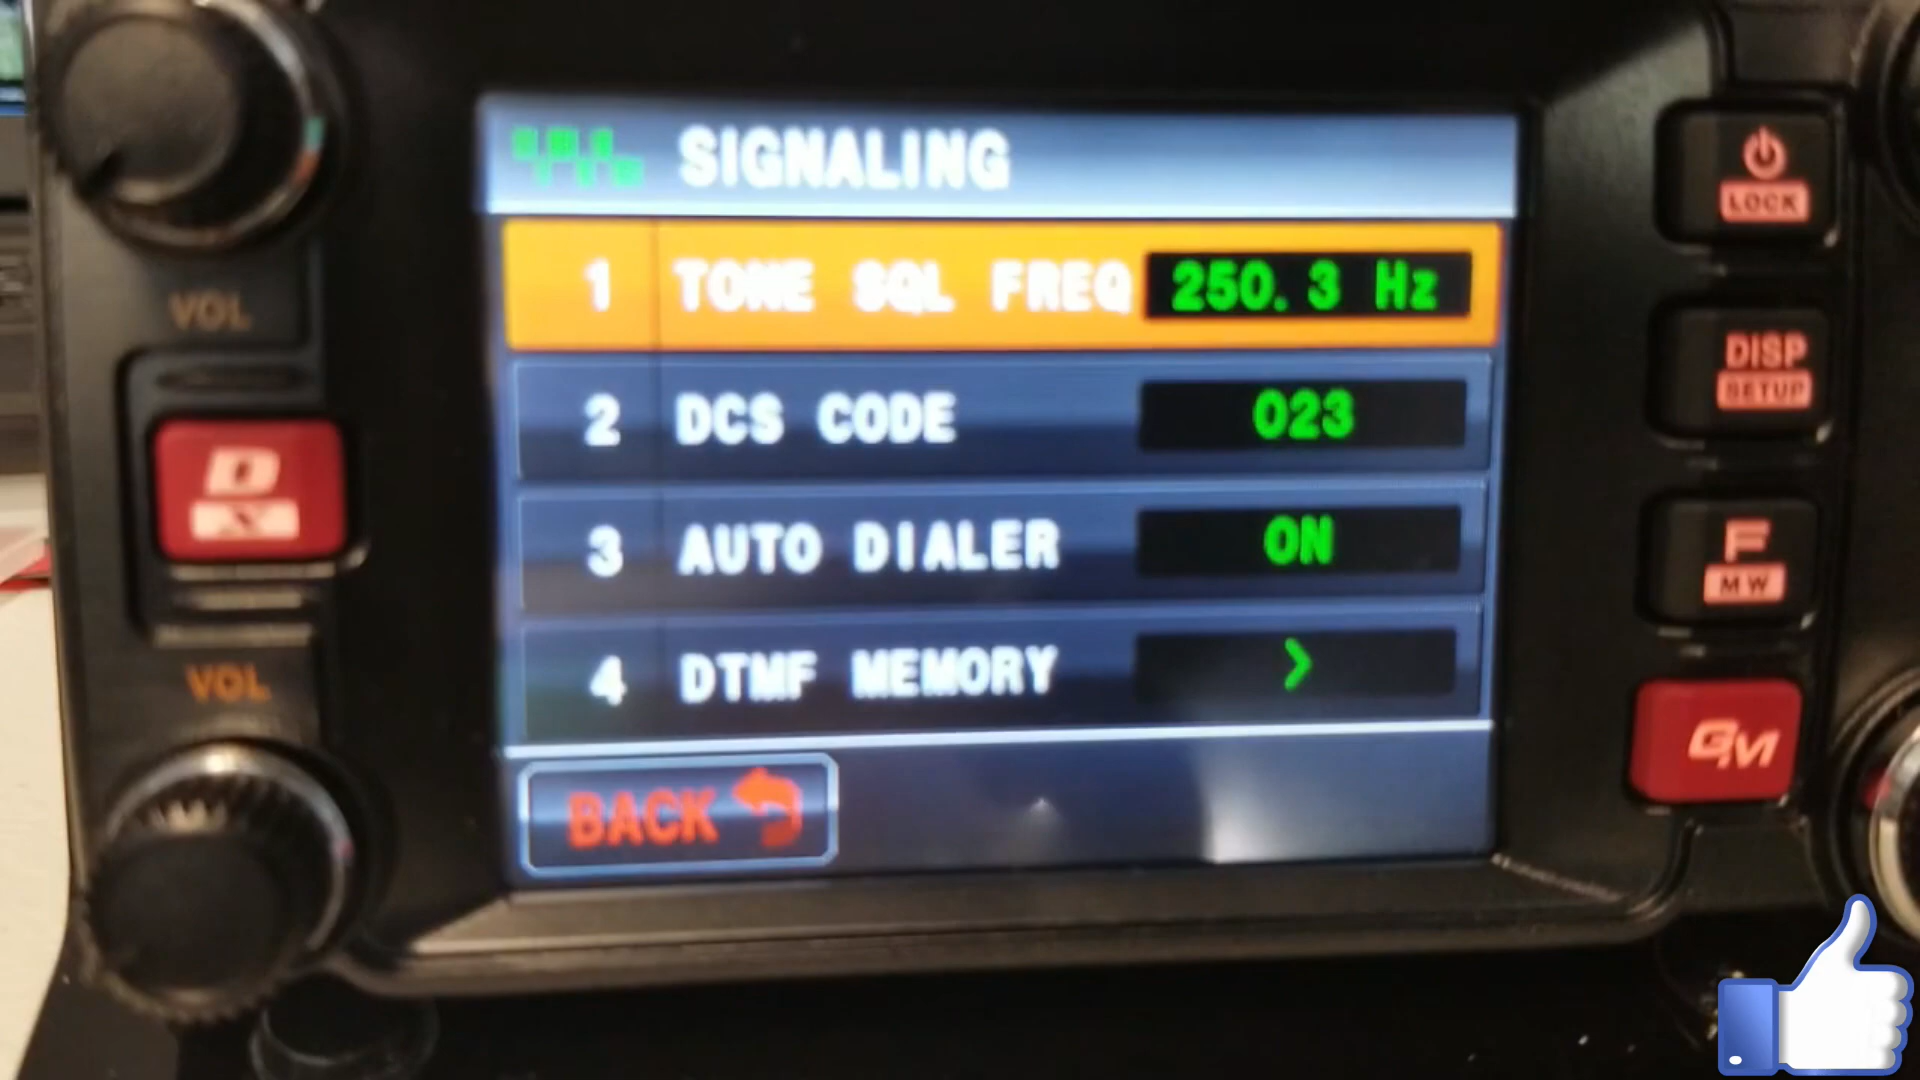 SIGNALING
1 TONE SQL FREQ 250.3 Hz
2 DCS CODE 023
3 AUTO DIALER ON
4 DTMF MEMORY >
BACK
VOL
D
X
VOL
LOCK
DISP
SETUP
F
MW
GM